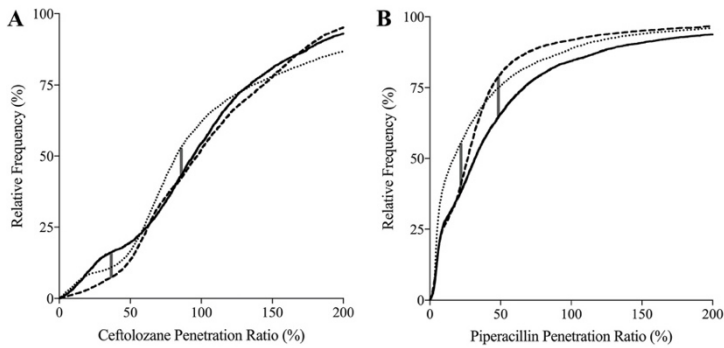 A
Relative Frequency (%)
100
75
50
25
0
0 50 100 150 200
Ceftolozane Penetration Ratio (%)
B
Relative Frequency (%)
100
75
50
25
0
0 50 100 150 200
Piperacillin Penetration Ratio (%)